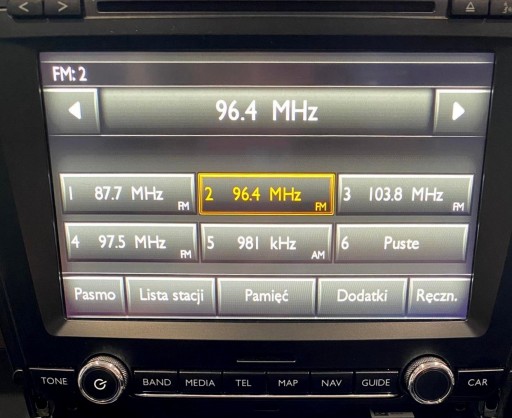 FM: 2
96.4 MHz
1 87.7 MHz FM
2 96.4 MHz FM
3 103.8 MHz FM
4 97.5 MHz FM
5 981 kHz AM
6 Puste
Pasmo Lista stacji Pamięć Dodatki Ręczn.
TONE BAND MEDIA TEL MAP NAV GUIDE CAR